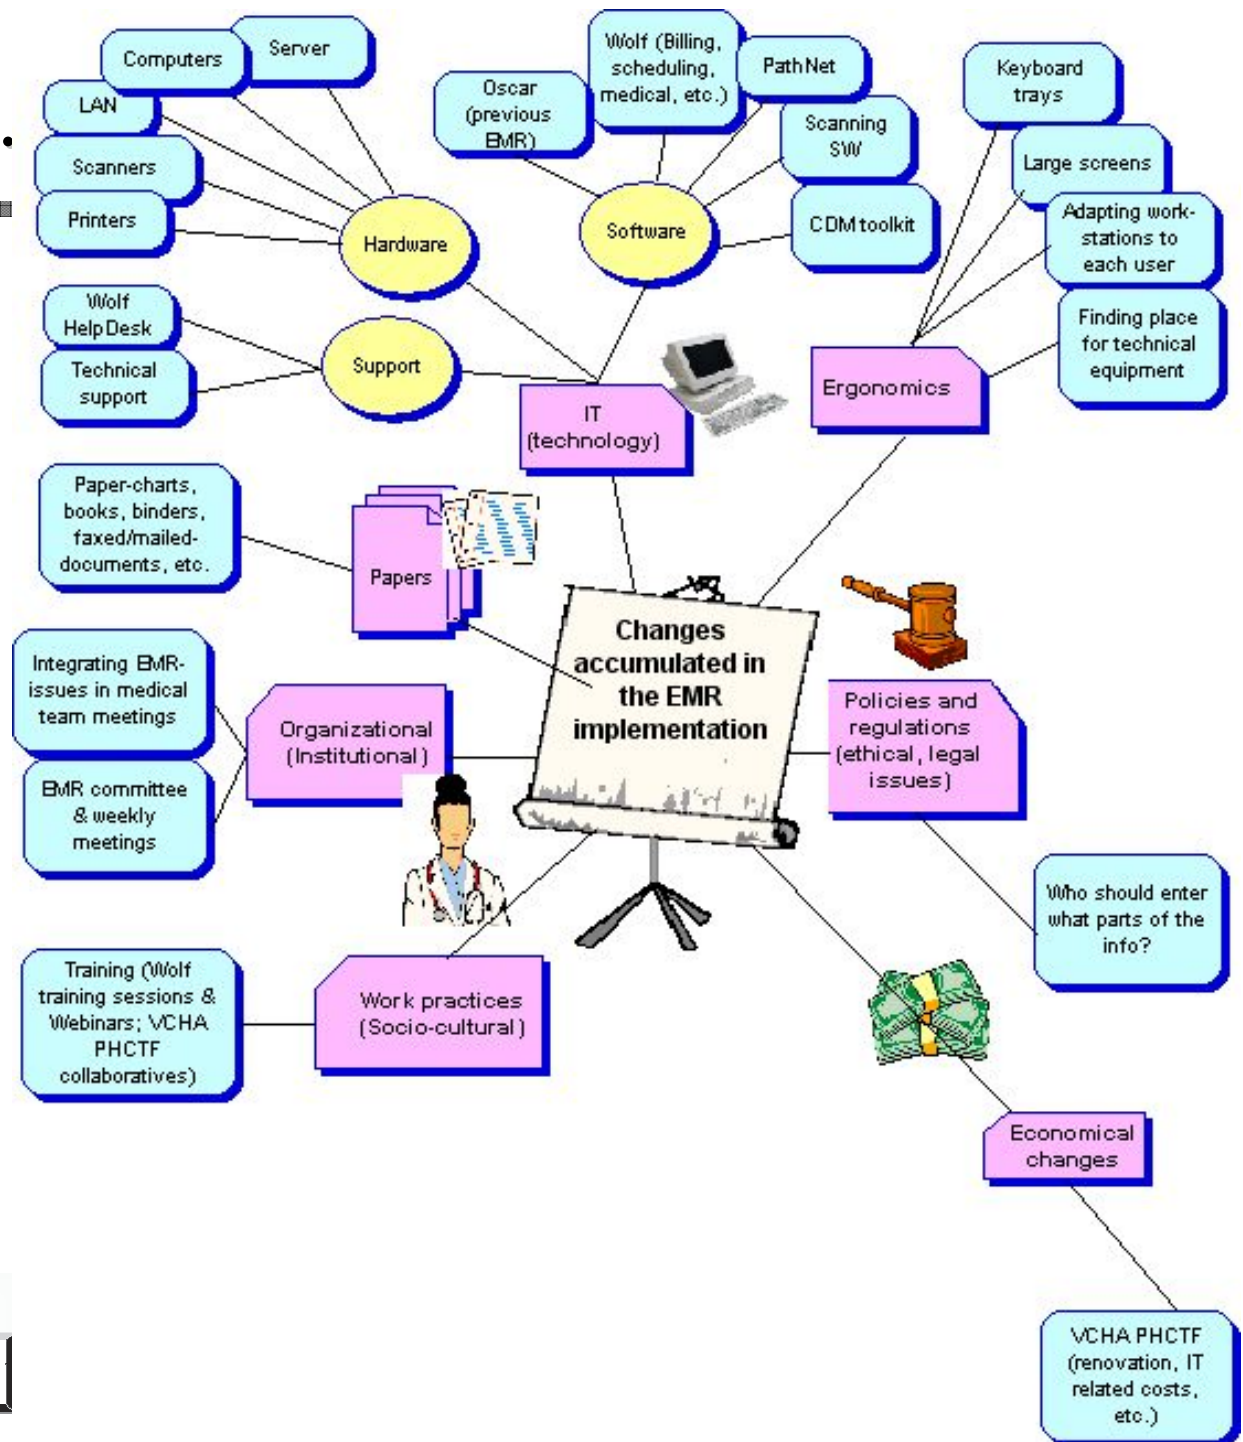 Server
Computers
LAN
Scanners
Printers
Hardware
Oscar
(previous
EMR)
Wolf (Billing,
scheduling,
medical, etc.)
PathNet
Scanning
SW
CDM toolkit
Software
Keyboard
trays
Large screens
Adapting work-
stations to
each user
Finding place
for technical
equipment
Ergonomics
Wolf
HelpDesk
Technical
support
Support
IT
(technology)
Paper-charts,
books, binders,
faxed/mailed-
documents, etc.
Papers
Changes
accumulated in
the EMR
implementation
Integrating EMR-
issues in medical
team meetings
EMR committee
& weekly
meetings
Organizational
(Institutional)
Policies and
regulations
(ethical, legal
issues)
Who should enter
what parts of the
info?
Training (Wolf
training sessions &
Webinars; VCHA
PHCTF
collaboratives)
Work practices
(Socio-cultural)
Economical
changes
VCHA PHCTF
(renovation, IT
related costs,
etc.)